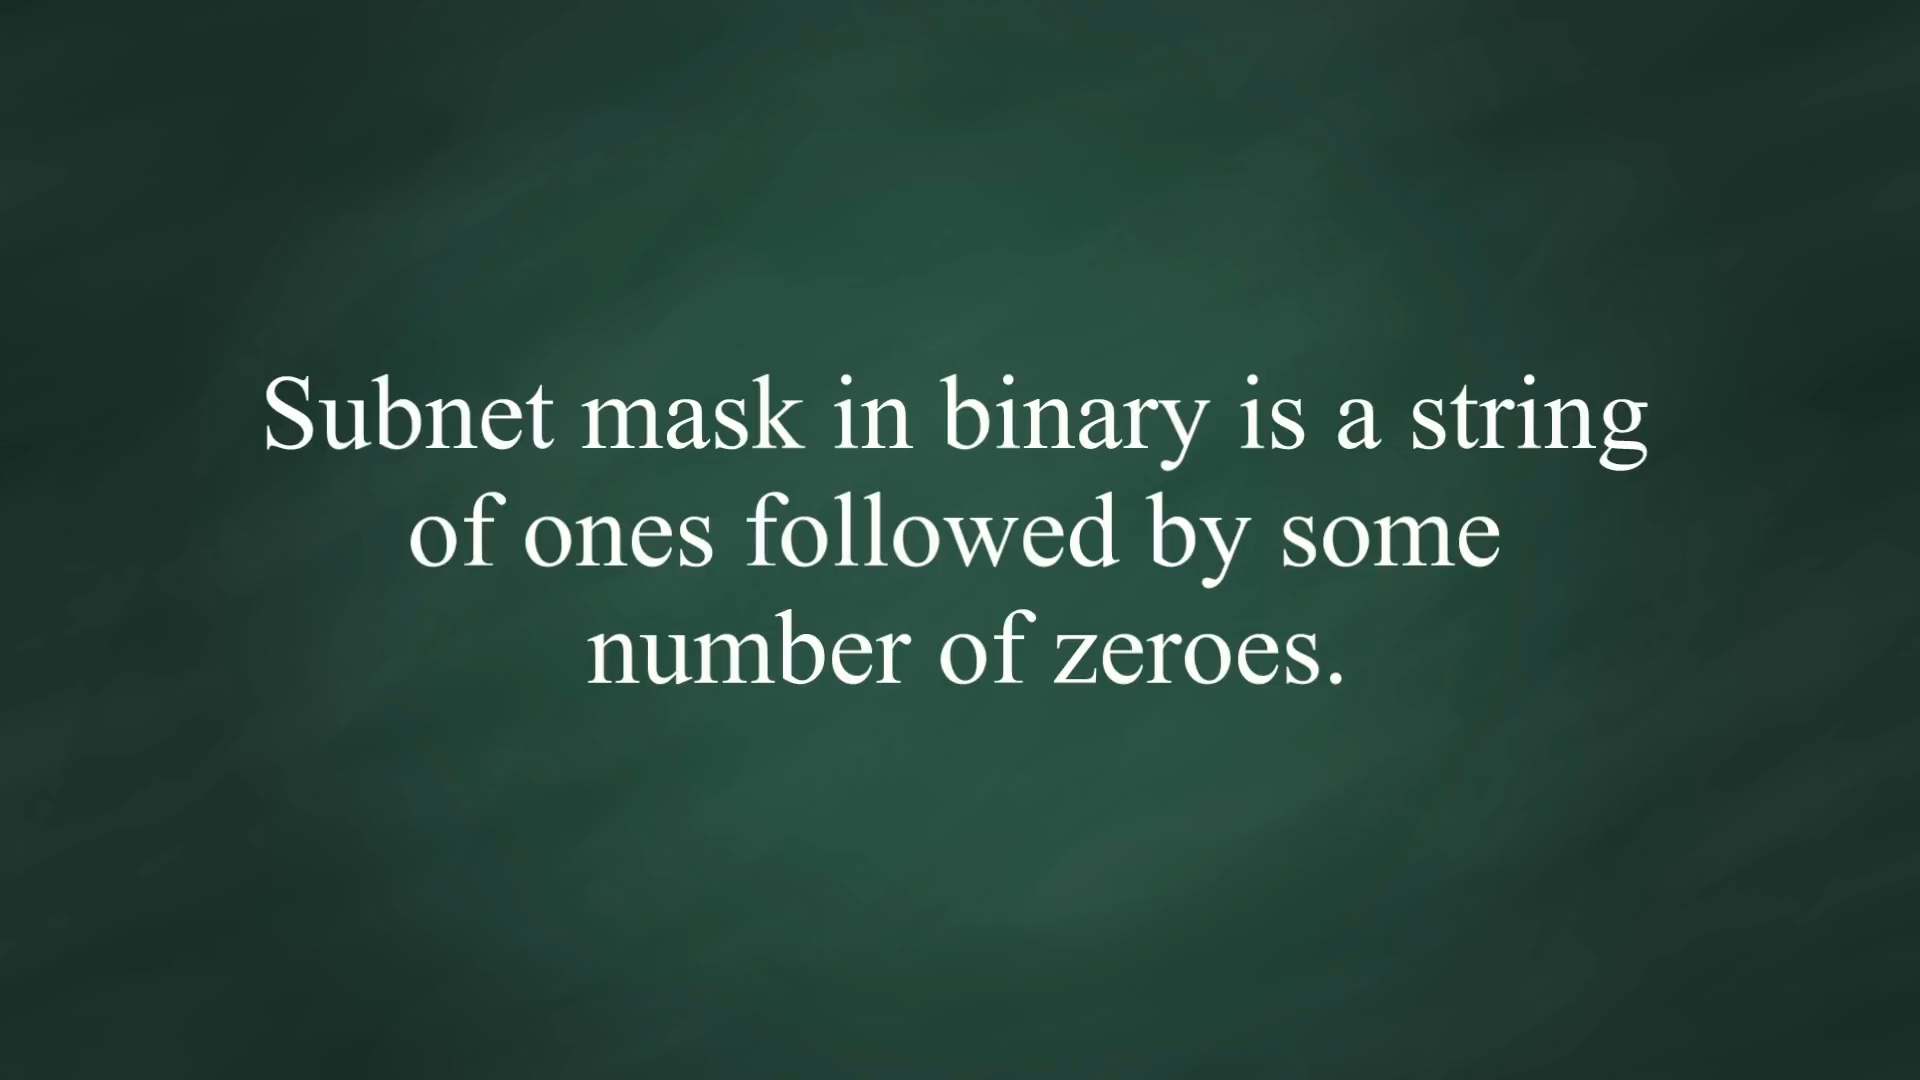 Subnet mask in binary is a string
of ones followed by some
number of zeroes.